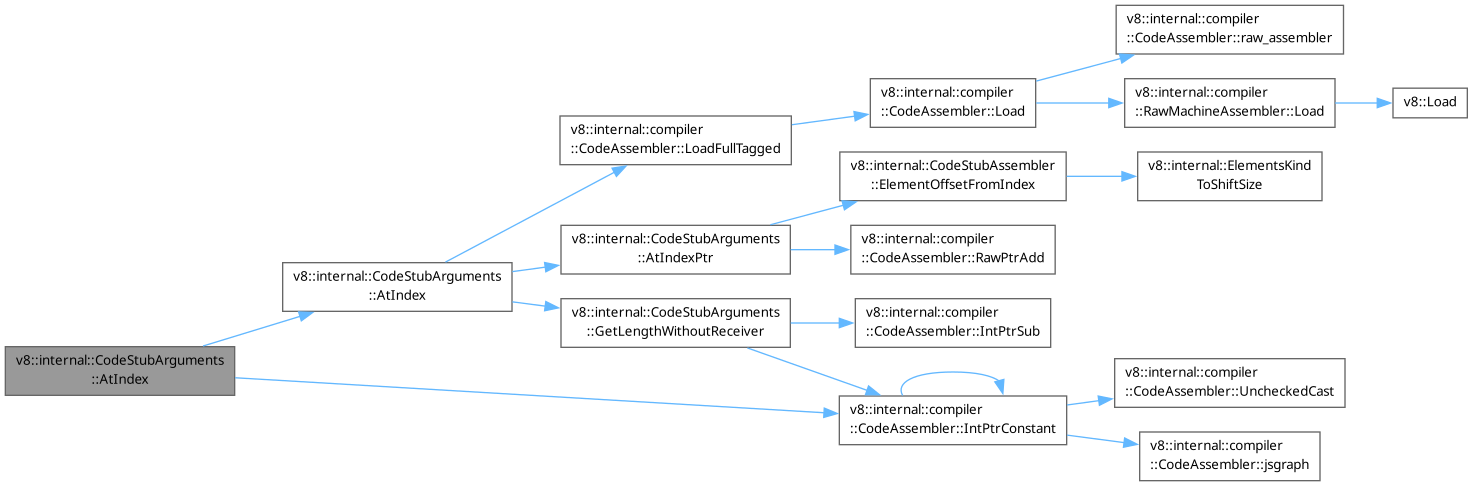 v8::internal::compiler
::CodeAssembler::raw_assembler
v8::internal::compiler
::CodeAssembler::Load
v8::internal::compiler
::RawMachineAssembler::Load
v8::Load
v8::internal::compiler
::CodeAssembler::LoadFullTagged
v8::internal::CodeStubAssembler
::ElementOffsetFromIndex
v8::internal::ElementsKind
ToShiftSize
v8::internal::CodeStubArguments
::AtIndexPtr
v8::internal::compiler
::CodeAssembler::RawPtrAdd
v8::internal::CodeStubArguments
::AtIndex
v8::internal::CodeStubArguments
::GetLengthWithoutReceiver
v8::internal::compiler
::CodeAssembler::IntPtrSub
v8::internal::CodeStubArguments
::AtIndex
v8::internal::compiler
::CodeAssembler::UncheckedCast
v8::internal::compiler
::CodeAssembler::IntPtrConstant
v8::internal::compiler
::CodeAssembler::jsgraph